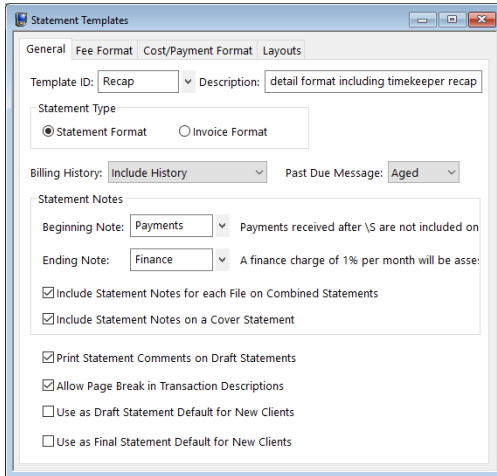 Statement Templates
General Fee Format Cost/Payment Format Layouts
Template ID: Recap Description: detail format including timekeeper recap
Statement Type
Statement Format Invoice Format
Billing History: Include History Past Due Message: Aged
Statement Notes
Beginning Note: Payments Payments received after \S are not included on
Ending Note: Finance A finance charge of 1% per month will be asse
Include Statement Notes for each File on Combined Statements
Include Statement Notes on a Cover Statement
Print Statement Comments on Draft Statements
Allow Page Break in Transaction Descriptions
Use as Draft Statement Default for New Clients
Use as Final Statement Default for New Clients